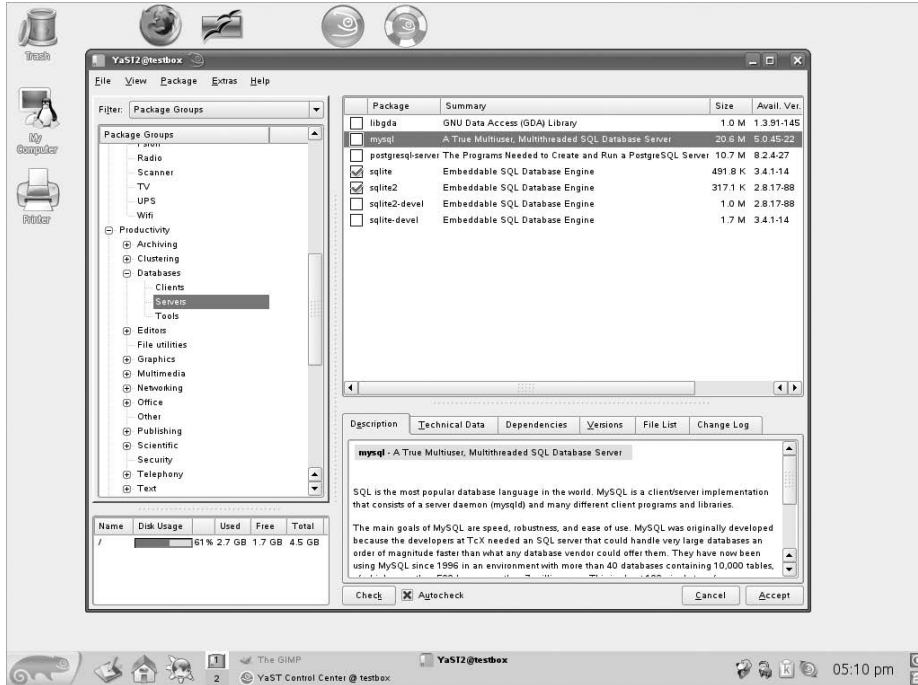 Trash
My
Computer
Printer
YaST2@testbox
File View Package Extras Help
Filter: Package Groups
Package Groups
Radio
Scanner
TV
UPS
Wifi
Productivity
Archiving
Clustering
Databases
Clients
Servers
Tools
Editors
File utilities
Graphics
Multimedia
Networking
Office
Other
Publishing
Scientific
Security
Telephony
Text
Name Disk Usage Used Free Total
/ 61% 2.7 GB 1.7 GB 4.5 GB
Package Summary Size Avail. Ver.
libgda GNU Data Access (GDA) Library 1.0 M 1.3.91-145
mysql A True Multiuser, Multithreaded SQL Database Server 20.6 M 5.0.45-22
postgresql-server The Programs Needed to Create and Run a PostgreSQL Server 10.7 M 8.2.4-27
sqlite Embeddable SQL Database Engine 491.8 K 3.4.1-14
sqlite2 Embeddable SQL Database Engine 317.1 K 2.8.17-88
sqlite2-devel Embeddable SQL Database Engine 1.0 M 2.8.17-88
sqlite-devel Embeddable SQL Database Engine 1.7 M 3.4.1-14
Description Technical Data Dependencies Versions File List Change Log
mysql - A True Multiuser, Multithreaded SQL Database Server
SQL is the most popular database language in the world. MySQL is a client/server implementation
that consists of a server daemon (mysqld) and many different client programs and libraries.
The main goals of MySQL are speed, robustness, and ease of use. MySQL was originally developed
because the developers at TcX needed an SQL server that could handle very large databases an
order of magnitude faster than what any database vendor could offer them. They have now been
using MySQL since 1996 in an environment with more than 40 databases containing 10,000 tables,
Check Autocheck Cancel Accept
1 The GIMP YaST2@testbox
2 YaST Control Center @ testbox
05:10 pm